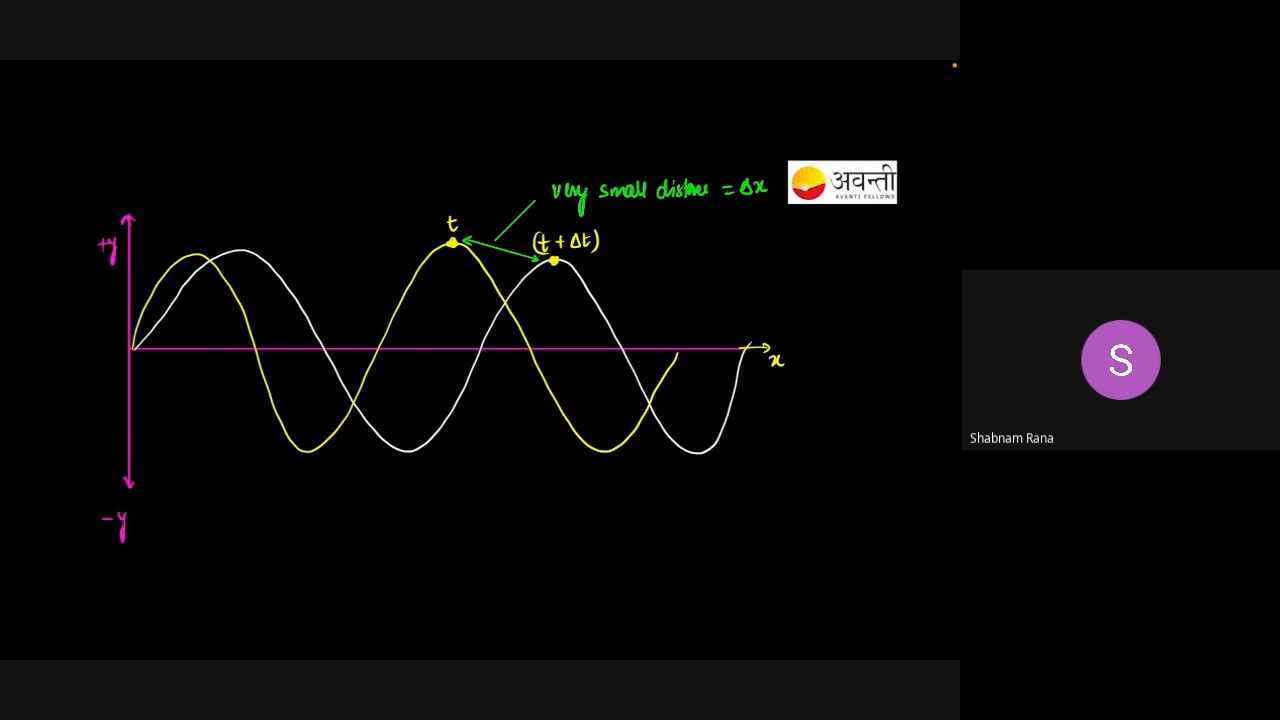 very small distance = Δx
अवन्ती
AVANTI FELLOWS
t
(t + Δt)
+y
x
-y
S
Shabnam Rana